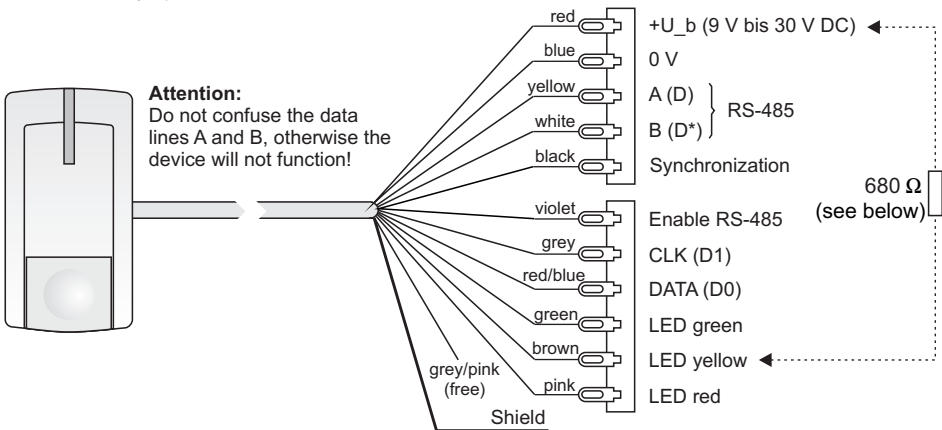 red +U_b (9 V bis 30 V DC)
blue 0 V
Attention:
Do not confuse the data
lines A and B, otherwise the
device will not function!
yellow A (D)
RS-485
white B (D*)
black Synchronization
680 Ω
(see below)
violet Enable RS-485
grey CLK (D1)
red/blue DATA (D0)
green LED green
brown LED yellow
grey/pink
(free)
pink LED red
Shield